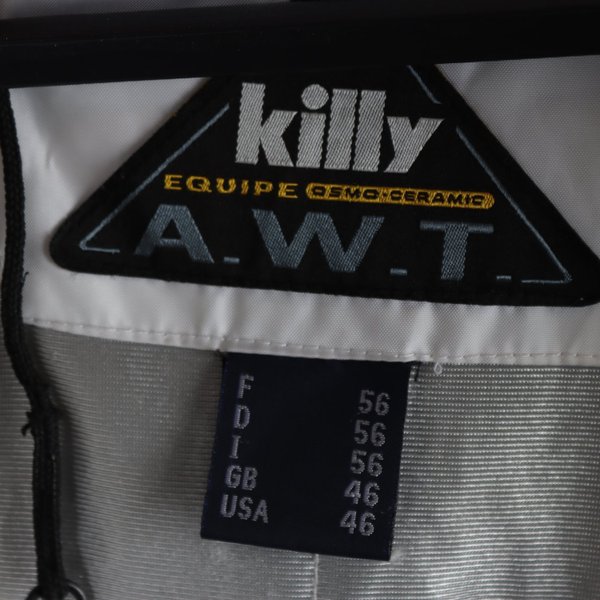 killy
EQUIPE OSMO-CERAMIC
A.W.T.
F 56
D 56
I 56
GB 46
USA 46